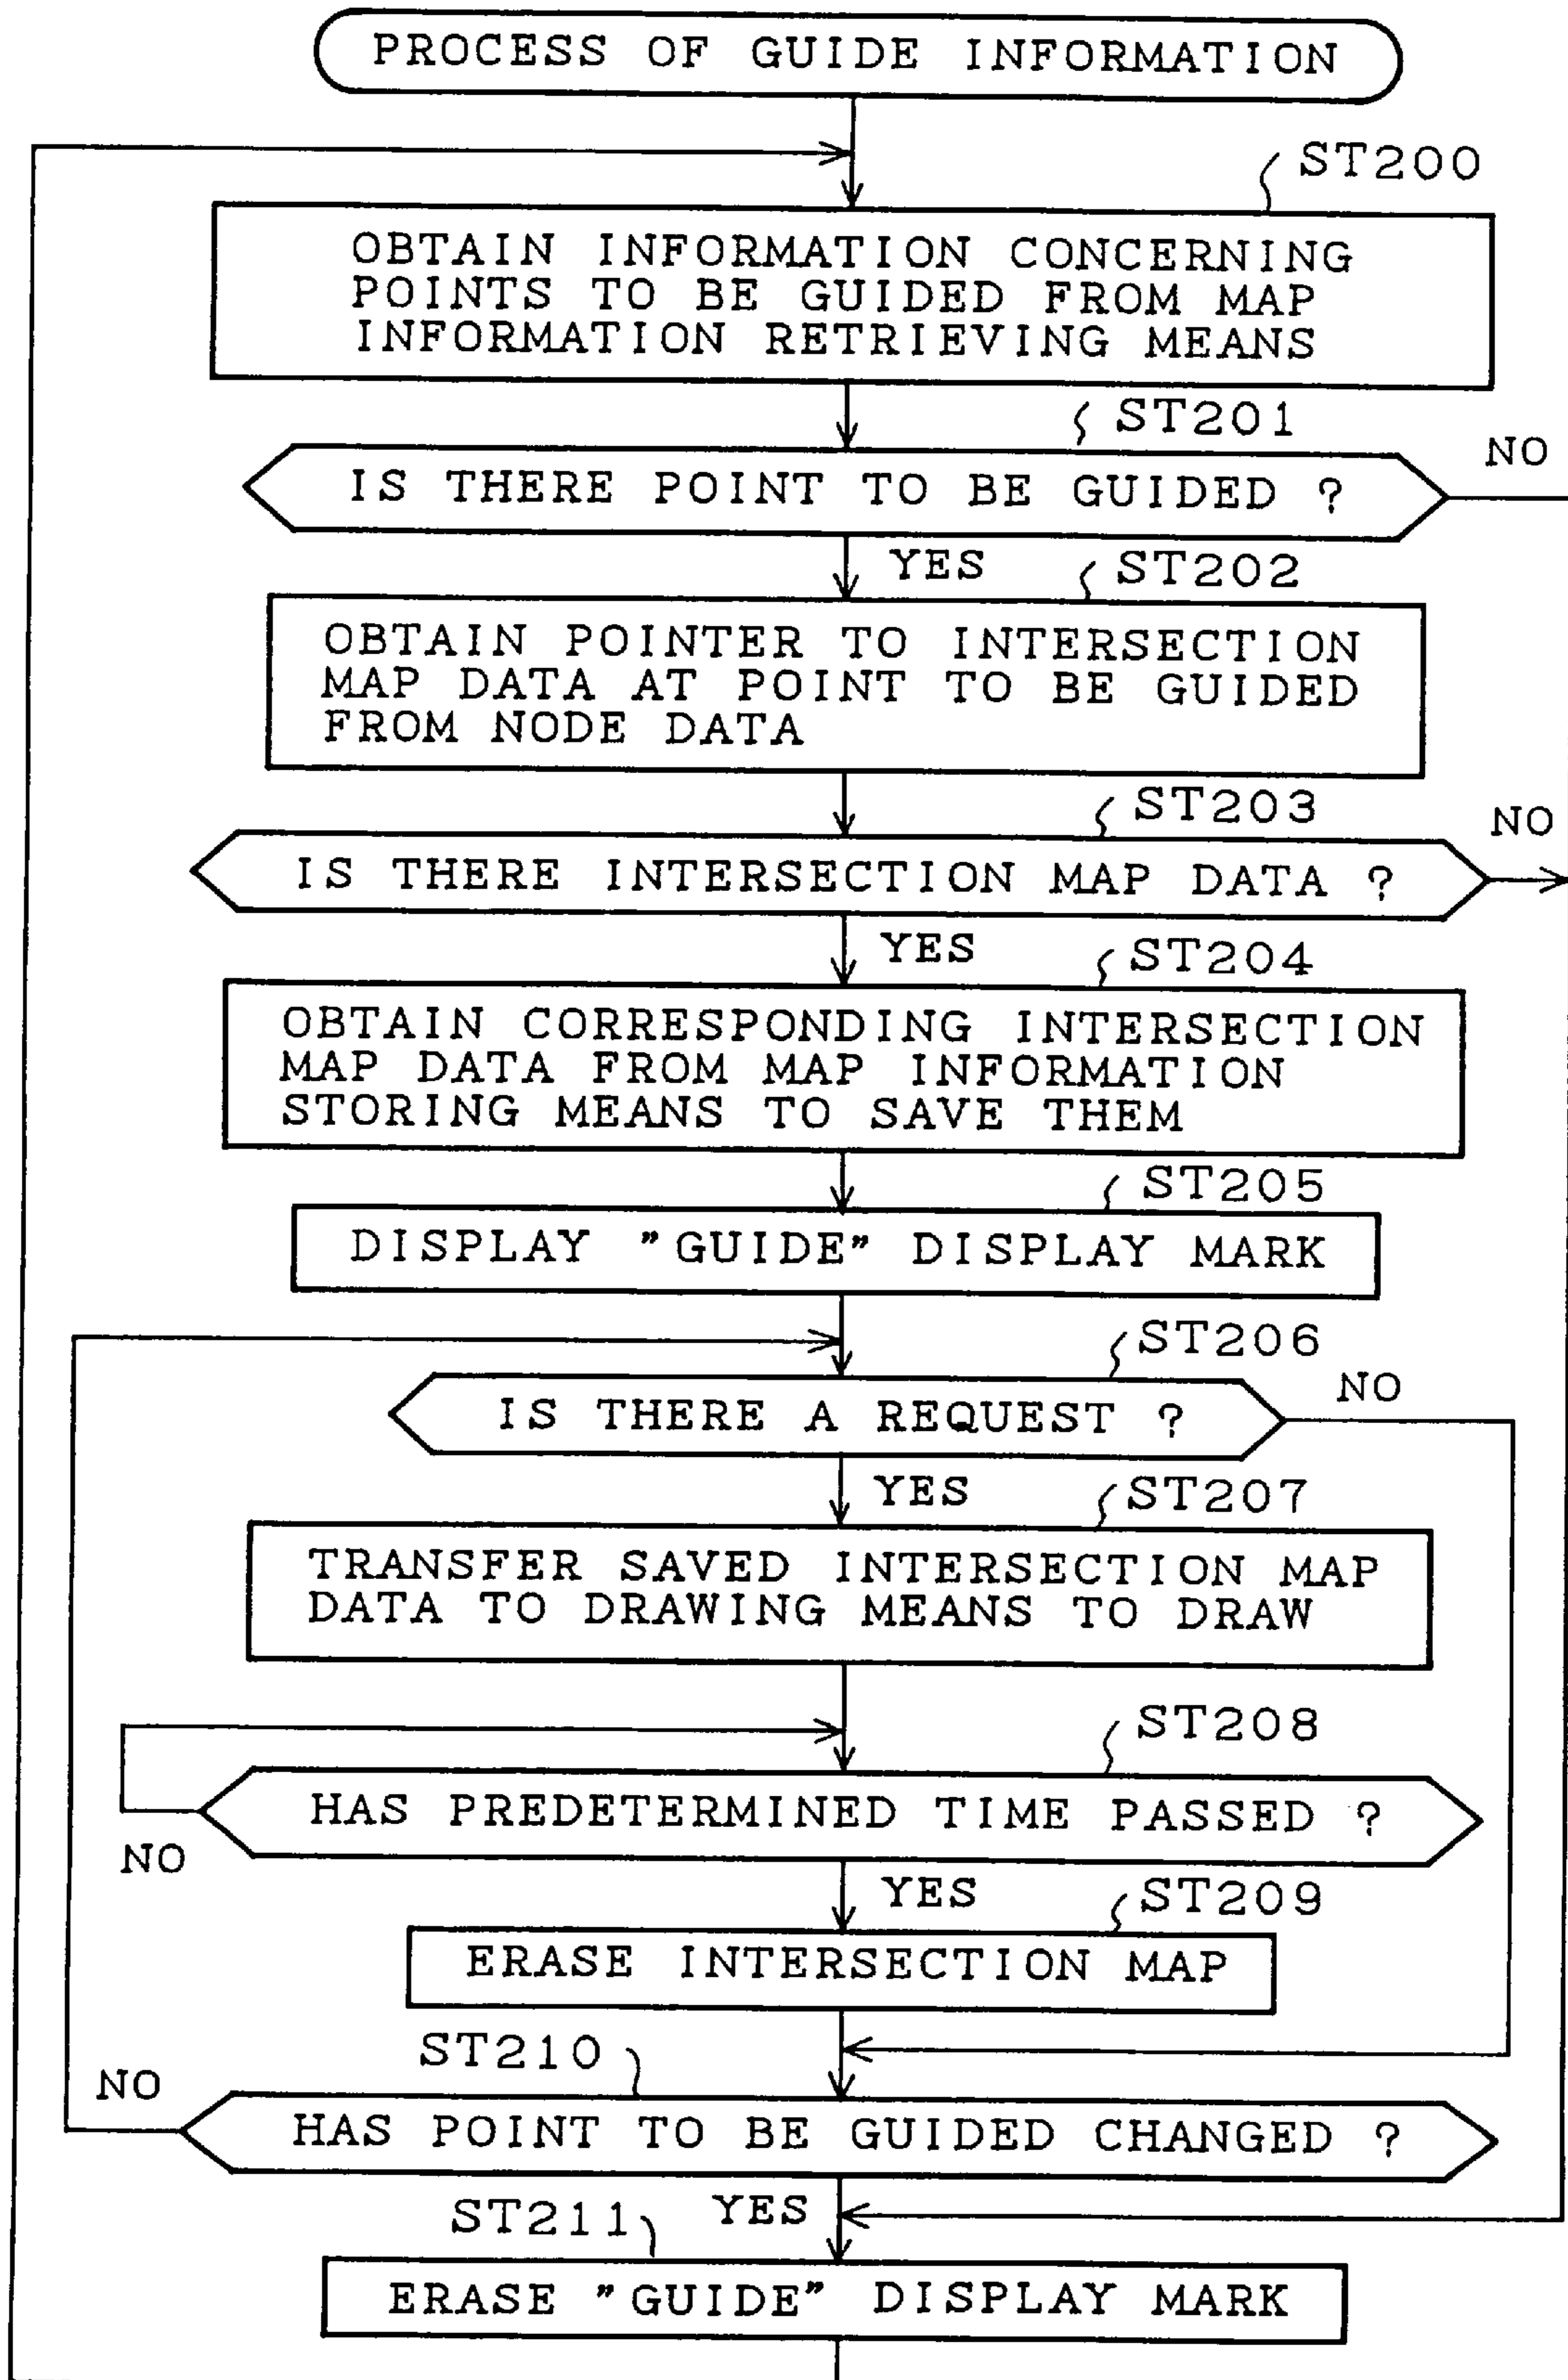 PROCESS OF GUIDE INFORMATION
ST200
OBTAIN INFORMATION CONCERNING
POINTS TO BE GUIDED FROM MAP
INFORMATION RETRIEVING MEANS
ST201
IS THERE POINT TO BE GUIDED ?
NO
YES
ST202
OBTAIN POINTER TO INTERSECTION
MAP DATA AT POINT TO BE GUIDED
FROM NODE DATA
ST203
IS THERE INTERSECTION MAP DATA ?
NO
YES
ST204
OBTAIN CORRESPONDING INTERSECTION
MAP DATA FROM MAP INFORMATION
STORING MEANS TO SAVE THEM
ST205
DISPLAY "GUIDE" DISPLAY MARK
ST206
IS THERE A REQUEST ?
NO
YES
ST207
TRANSFER SAVED INTERSECTION MAP
DATA TO DRAWING MEANS TO DRAW
ST208
HAS PREDETERMINED TIME PASSED ?
NO
YES
ST209
ERASE INTERSECTION MAP
ST210
NO
HAS POINT TO BE GUIDED CHANGED ?
ST211
YES
ERASE "GUIDE" DISPLAY MARK